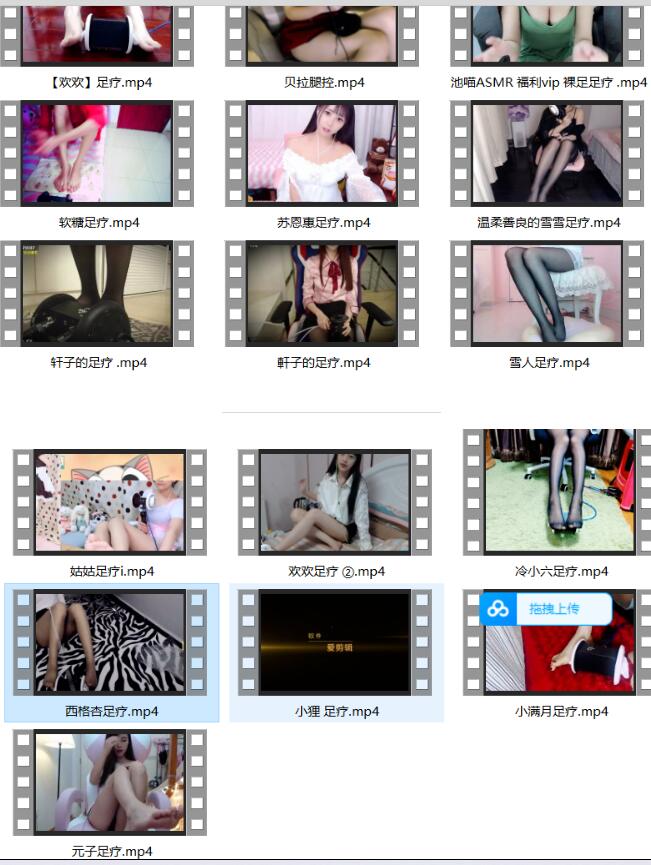 【欢欢】足疗.mp4
贝拉腿控.mp4
池喵ASMR 福利vip 裸足足疗 .mp4
软糖足疗.mp4
苏恩惠足疗.mp4
温柔善良的雪雪足疗.mp4
轩子的足疗 .mp4
軒子的足疗.mp4
雪人足疗.mp4
姑姑足疗i.mp4
欢欢足疗 ②.mp4
冷小六足疗.mp4
拖拽上传
软件
爱剪辑
西格杏足疗.mp4
小狸 足疗.mp4
小满月足疗.mp4
元子足疗.mp4